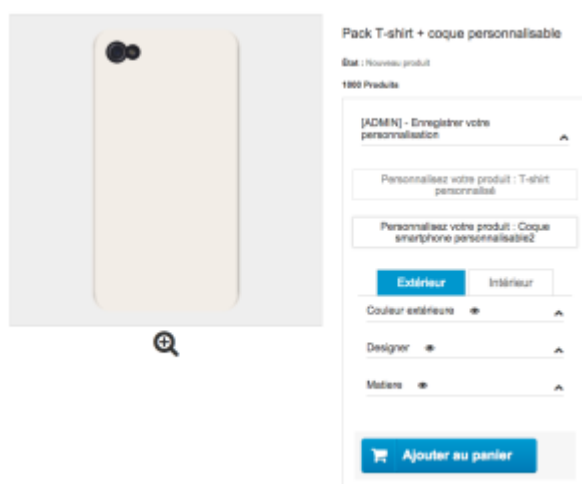 Pack T-shirt + coque personnalisable
État : Nouveau produit
1000 Produits
[ADMIN] - Enregistrer votre
personnalisation
Personnalisez votre produit : T-shirt
personnalisé
Personnalisez votre produit : Coque
smartphone personnalisable2
Extérieur Intérieur
Couleur extérieure
Designer
Matiere
Ajouter au panier